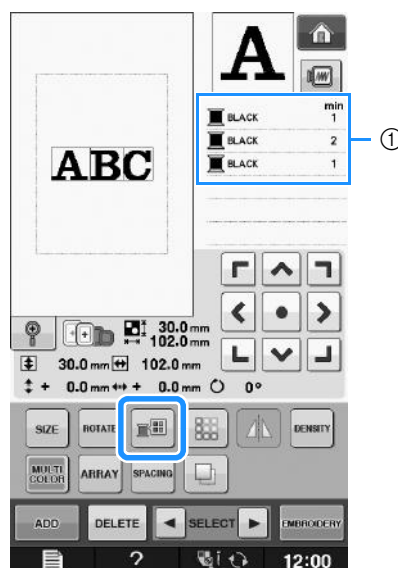 A
min
BLACK 1
①
BLACK 2
BLACK 1
ABC
30.0 mm
102.0 mm
30.0 mm 102.0 mm
+ 0.0 mm + 0.0 mm 0°
SIZE ROTATE DENSITY
MULTI COLOR ARRAY SPACING
ADD DELETE SELECT EMBROIDERY
? 12:00